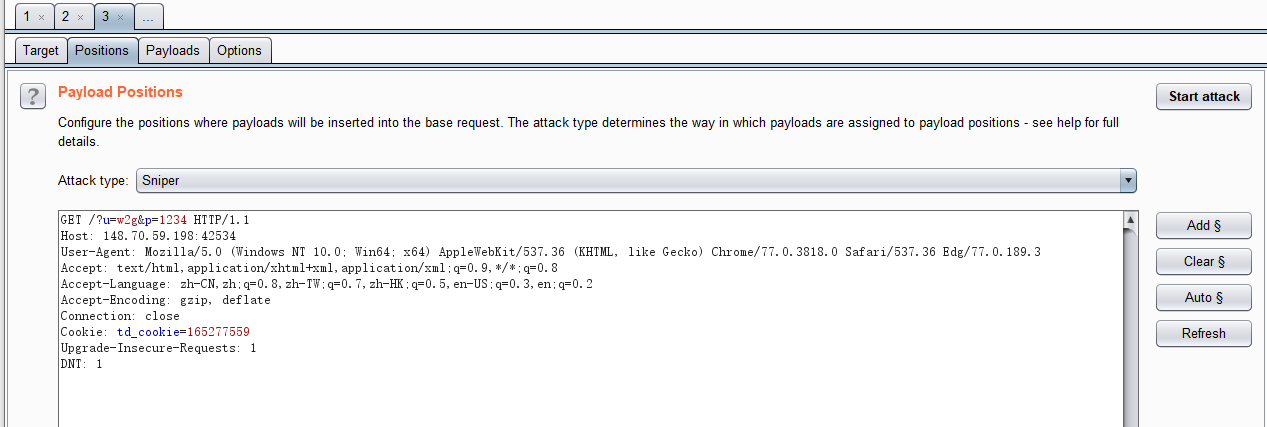 1 × 2 × 3 × ...
Target Positions Payloads Options
? Payload Positions Start attack
Configure the positions where payloads will be inserted into the base request. The attack type determines the way in which payloads are assigned to payload positions - see help for full
details.
Attack type: Sniper
GET /?u=w2g&p=1234 HTTP/1.1
Host: 148.70.59.198:42534
User-Agent: Mozilla/5.0 (Windows NT 10.0; Win64; x64) AppleWebKit/537.36 (KHTML, like Gecko) Chrome/77.0.3818.0 Safari/537.36 Edg/77.0.189.3
Accept: text/html,application/xhtml+xml,application/xml;q=0.9,*/*;q=0.8
Accept-Language: zh-CN,zh;q=0.8,zh-TW;q=0.7,zh-HK;q=0.5,en-US;q=0.3,en;q=0.2
Accept-Encoding: gzip, deflate
Connection: close
Cookie: td_cookie=165277559
Upgrade-Insecure-Requests: 1
DNT: 1
Add §
Clear §
Auto §
Refresh